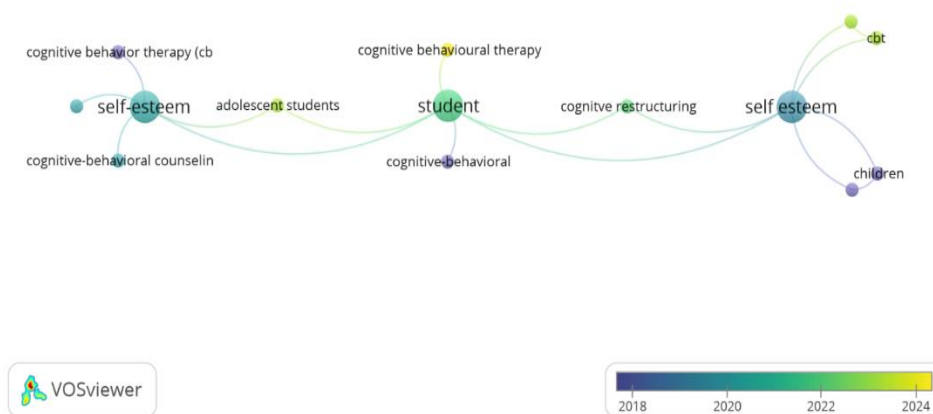 cbt
cognitive behavior therapy (cb
cognitive behavioural therapy
self-esteem
adolescent students
student
cognitve restructuring
self esteem
cognitive-behavioral counselin
cognitive-behavioral
children
VOSviewer
2018
2020
2022
2024